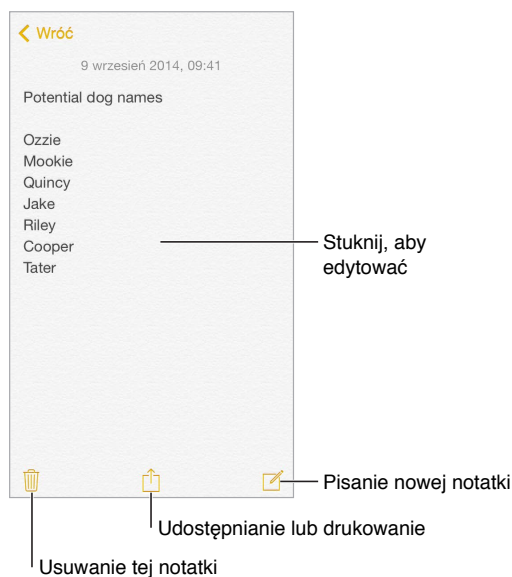 Wróć
9 wrzesień 2014, 09:41
Potential dog names
Ozzie
Mookie
Quincy
Jake
Riley
Cooper
Tater
Stuknij, aby
edytować
Pisanie nowej notatki
Udostępnianie lub drukowanie
Usuwanie tej notatki